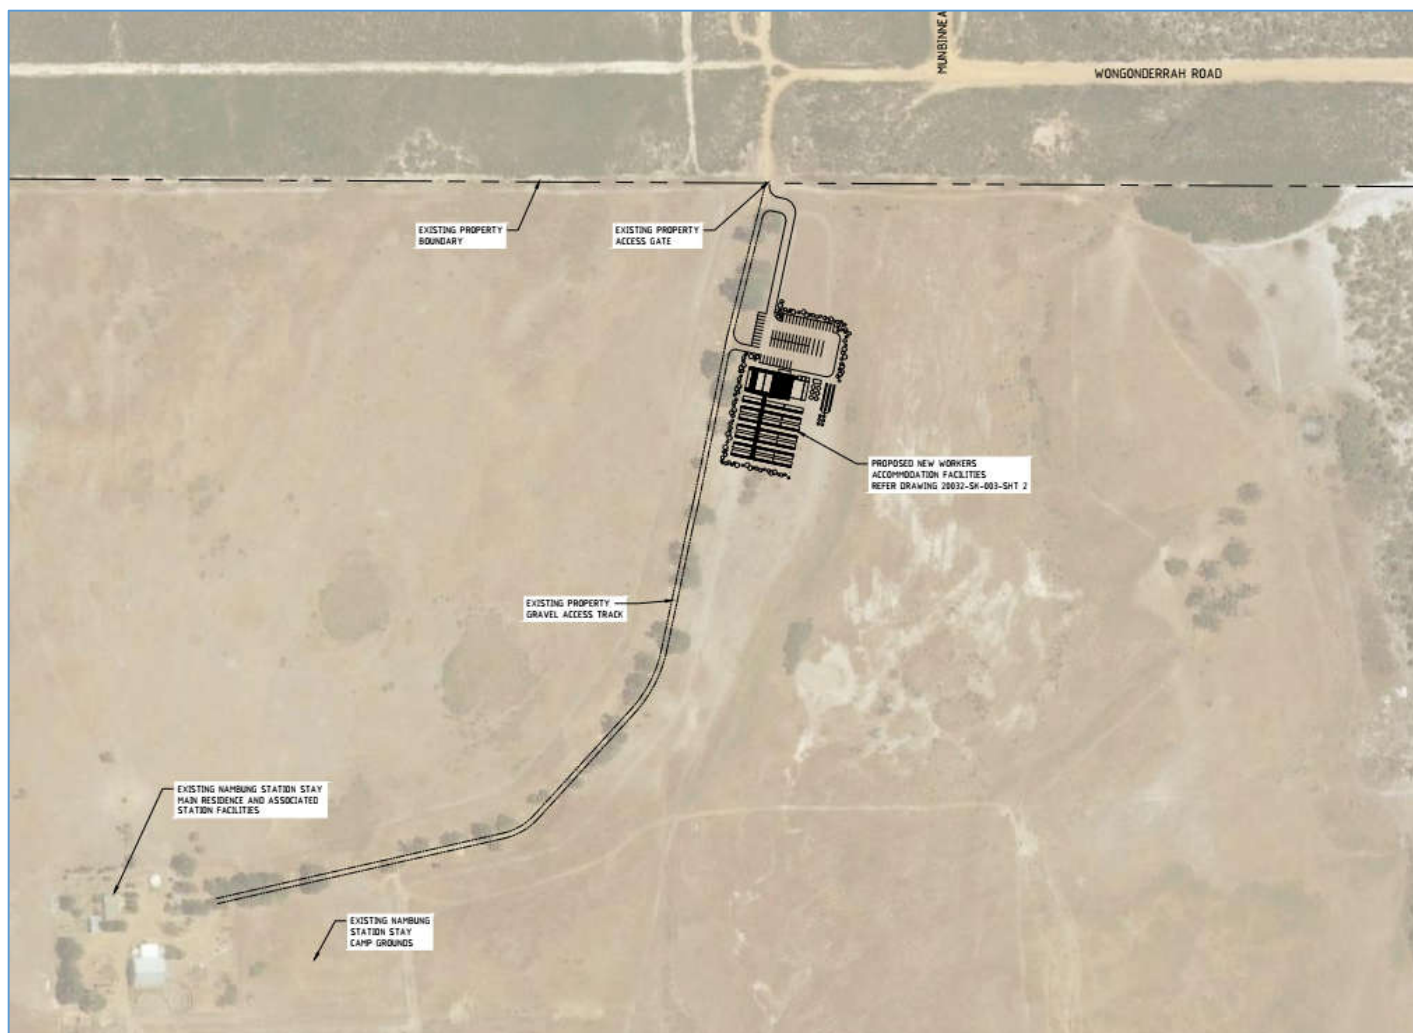 MUNBINNEA
WONGONDERRAH ROAD
EXISTING PROPERTY
BOUNDARY
EXISTING PROPERTY
ACCESS GATE
PROPOSED NEW WORKERS
ACCOMMODATION FACILITIES
REFER DRAWING 20032-SK-003-SHT 2
EXISTING PROPERTY
GRAVEL ACCESS TRACK
EXISTING NAMBUNG STATION STAY
MAIN RESIDENCE AND ASSOCIATED
STATION FACILITIES
EXISTING NAMBUNG
STATION STAY
CAMP GROUNDS